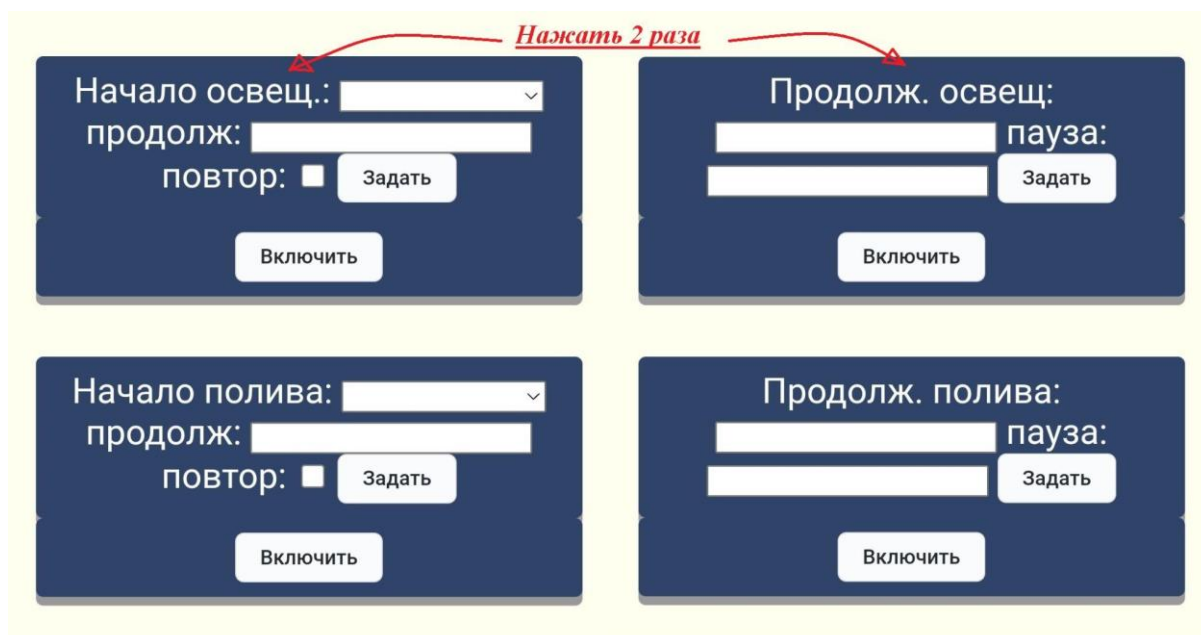 Нажать 2 раза
Начало освещ.:
продолж:
повтор: Задать
Включить
Продолж. освещ:
пауза:
Задать
Включить
Начало полива:
продолж:
повтор: Задать
Включить
Продолж. полива:
пауза:
Задать
Включить